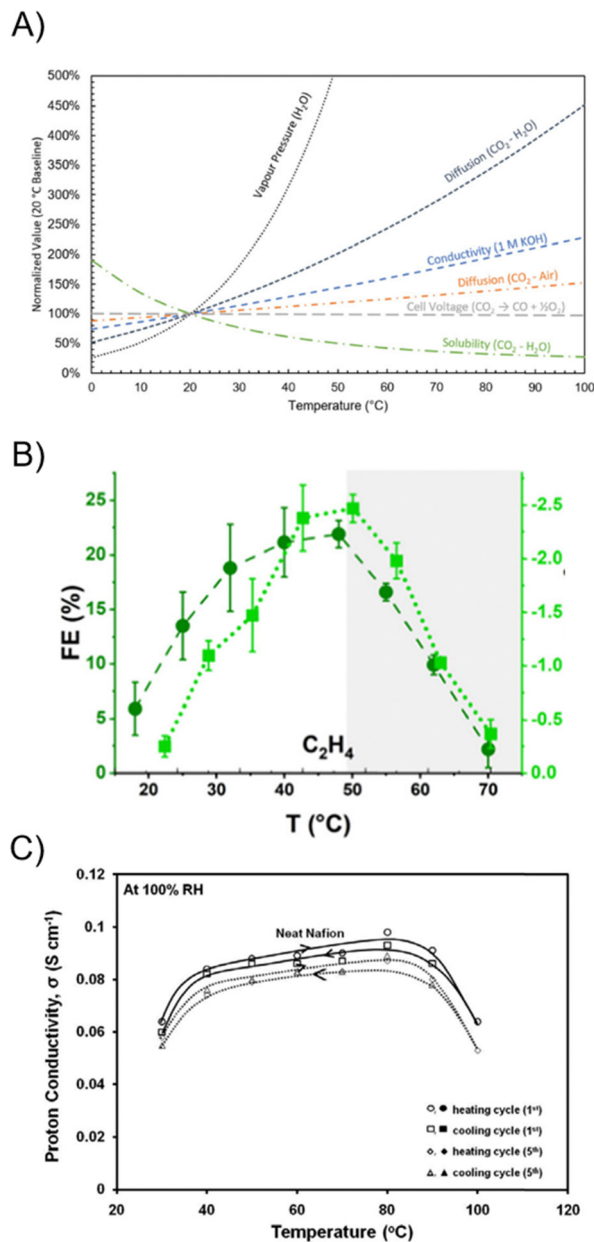 A)
500%
450%
400%
350%
300%
250%
200%
150%
100%
50%
0%
Normalized Value (20 °C Baseline)
Vapour Pressure (H₂O)
Diffusion (CO₂ - H₂O)
Conductivity (1 M KOH)
Diffusion (CO₂ - Air)
Cell Voltage (CO₂ → CO + ½O₂)
Solubility (CO₂ - H₂O)
0 10 20 30 40 50 60 70 80 90 100
Temperature (°C)
B)
25
20
15
10
5
0
FE (%)
-2.5
-2.0
-1.5
-1.0
-0.5
0.0
C₂H₄
20 30 40 50 60 70
T (°C)
C)
0.12
0.1
0.08
0.06
0.04
0.02
0
Proton Conductivity, σ (S cm⁻¹)
At 100% RH
Neat Nafion
heating cycle (1ˢᵗ)
cooling cycle (1ˢᵗ)
heating cycle (5ᵗʰ)
cooling cycle (5ᵗʰ)
20 40 60 80 100 120
Temperature (°C)